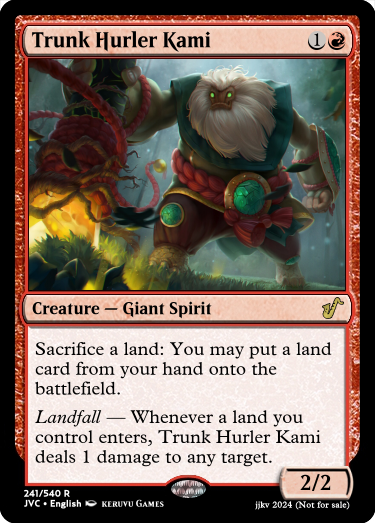 Trunk Hurler Kami 1
Creature — Giant Spirit
Sacrifice a land: You may put a land
card from your hand onto the
battlefield.
Landfall — Whenever a land you
control enters, Trunk Hurler Kami
deals 1 damage to any target.
2/2
241/540 R
JVC • English KERUVU GAMES
jjkv 2024 (Not for sale)